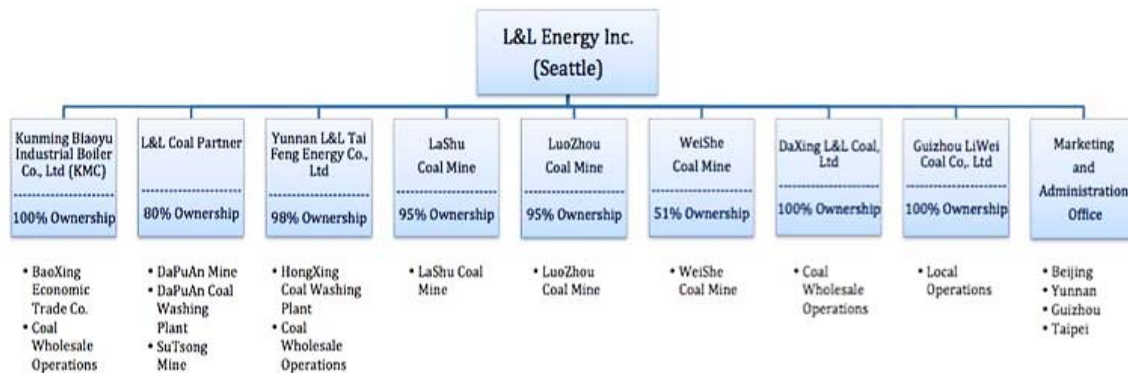 L&L Energy Inc.
(Seattle)
Kunming Biaoyu
Industrial Boiler
Co., Ltd (KMC)
100% Ownership
L&L Coal Partner
80% Ownership
Yunnan L&L Tai
Feng Energy Co.,
Ltd
98% Ownership
LaShu
Coal Mine
95% Ownership
LuoZhou
Coal Mine
95% Ownership
WeiShe
Coal Mine
51% Ownership
DaXing L&L Coal,
Ltd
100% Ownership
Guizhou LiWei
Coal Co,. Ltd
100% Ownership
Marketing
and
Administration
Office
• BaoXing
Economic
Trade Co.
• Coal
Wholesale
Operations
• DaPuAn Mine
• DaPuAn Coal
Washing
Plant
• SuTsong
Mine
• HongXing
Coal Washing
Plant
• Coal
Wholesale
Operations
• LaShu Coal
Mine
• LuoZhou
Coal Mine
• WeiShe
Coal Mine
• Coal
Wholesale
Operations
• Local
Operations
• Beijing
• Yunnan
• Guizhou
• Taipei